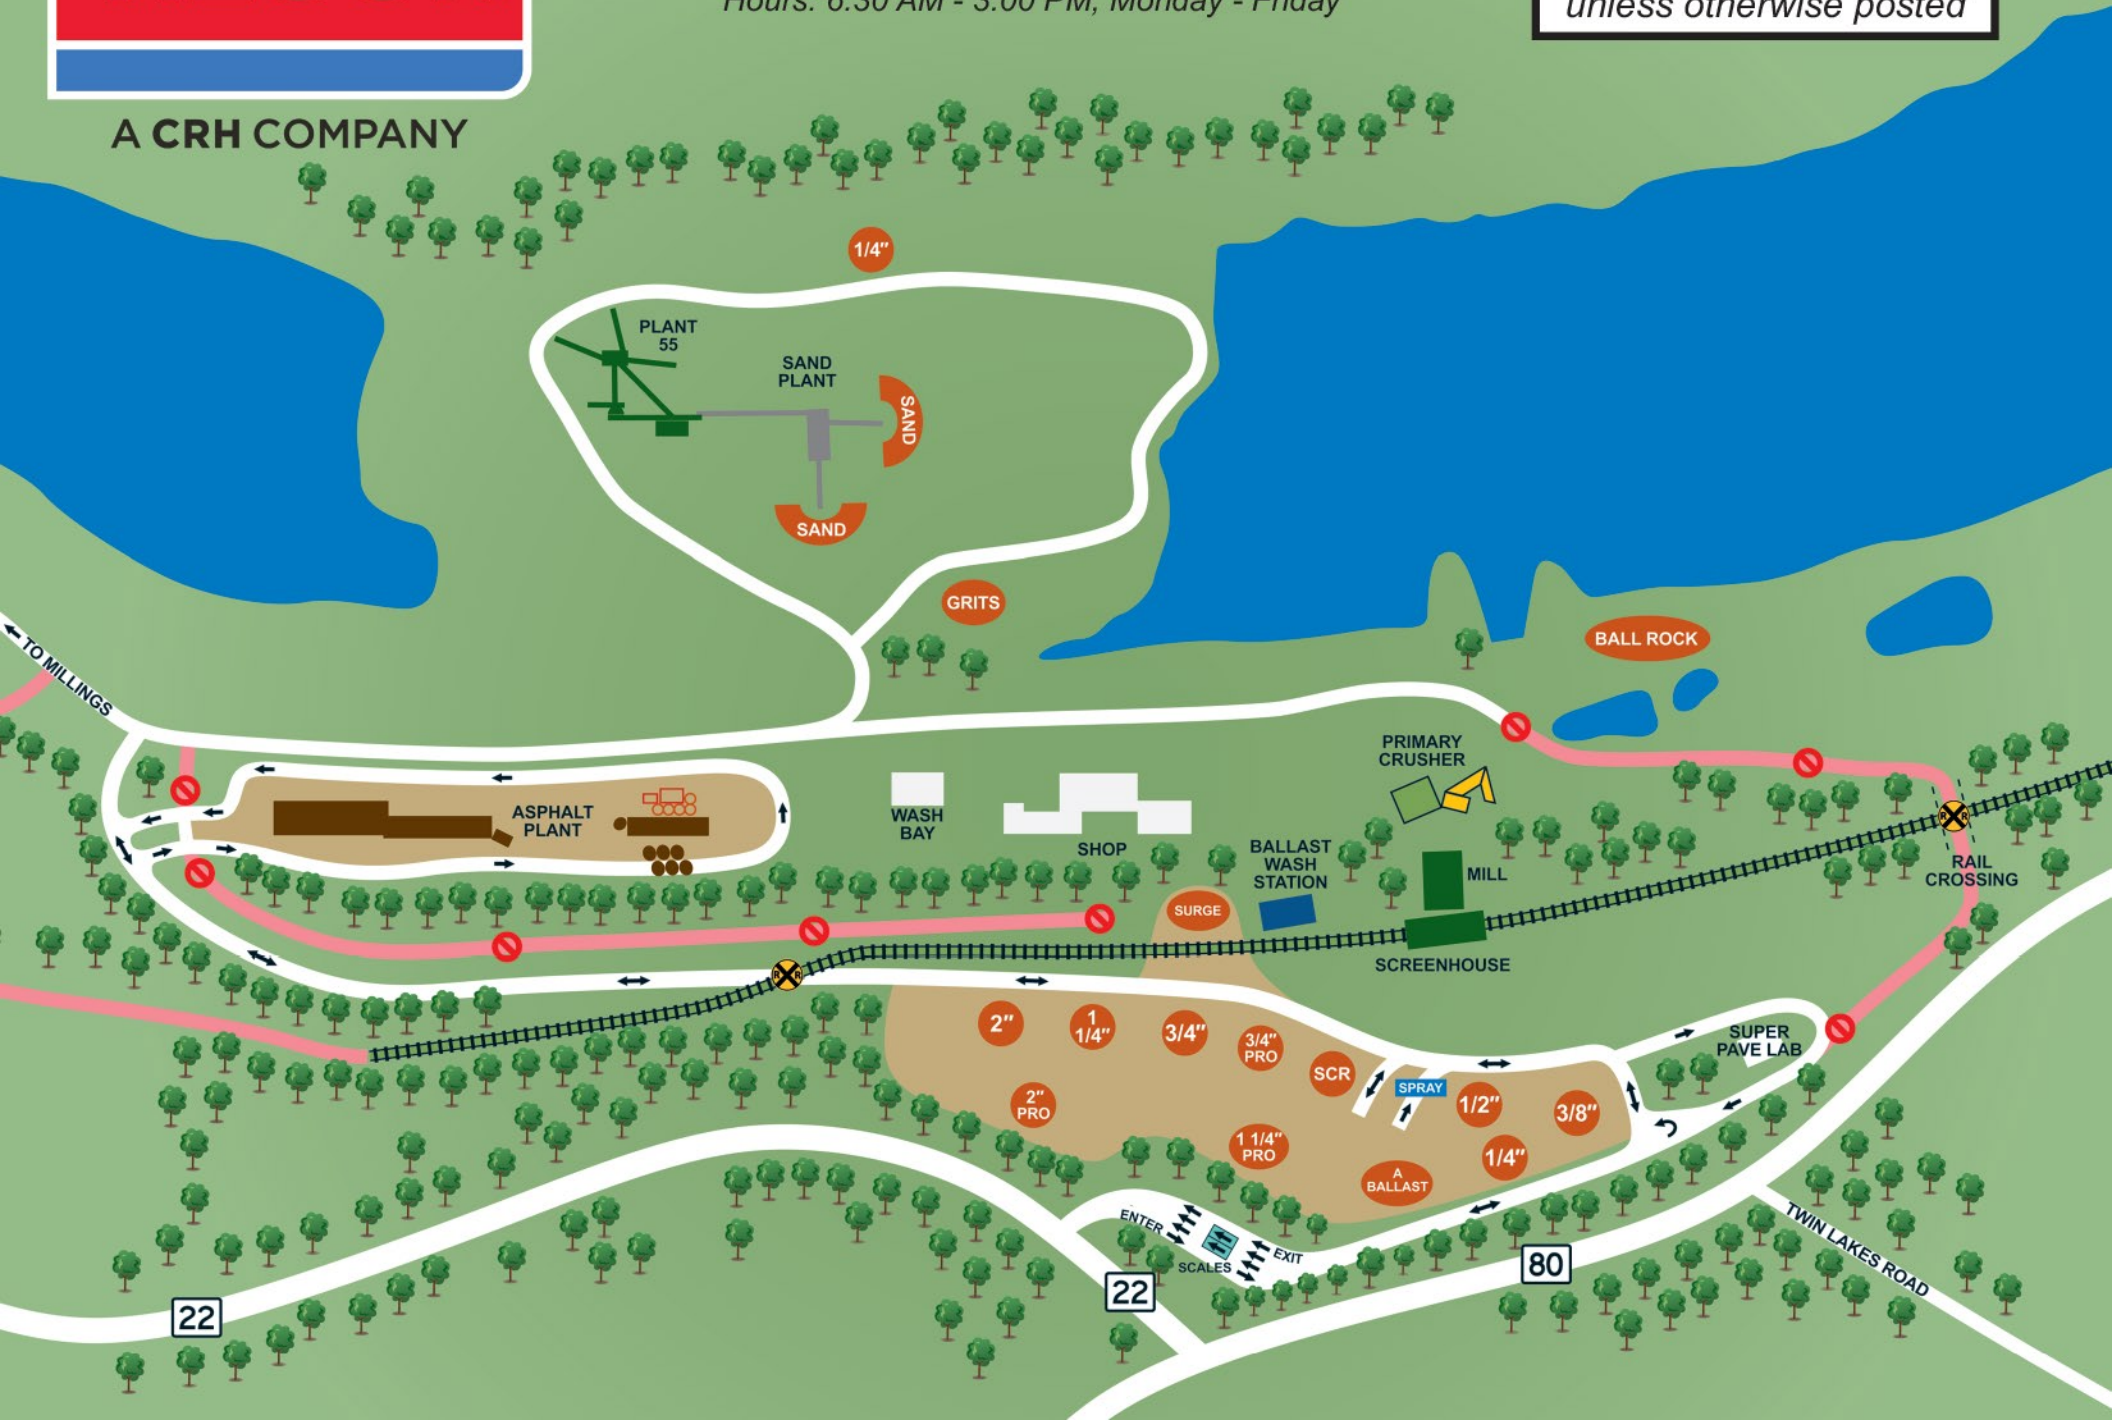 Hours: 6:30 AM - 3:00 PM, Monday - Friday
unless otherwise posted
A CRH COMPANY
1/4"
PLANT
55
SAND
PLANT
SAND
SAND
GRITS
BALL ROCK
TO MILLINGS
PRIMARY
CRUSHER
ASPHALT
PLANT
WASH
BAY
SHOP
BALLAST
WASH
STATION
MILL
RAIL
CROSSING
R R
SURGE
SCREENHOUSE
R R
2"
1
1/4"
3/4"
3/4"
PRO
SCR
SPRAY
1/2"
3/8"
SUPER
PAVE LAB
2"
PRO
1 1/4"
PRO
1/4"
A
BALLAST
ENTER
SCALES
EXIT
TWIN LAKES ROAD
80
22
22